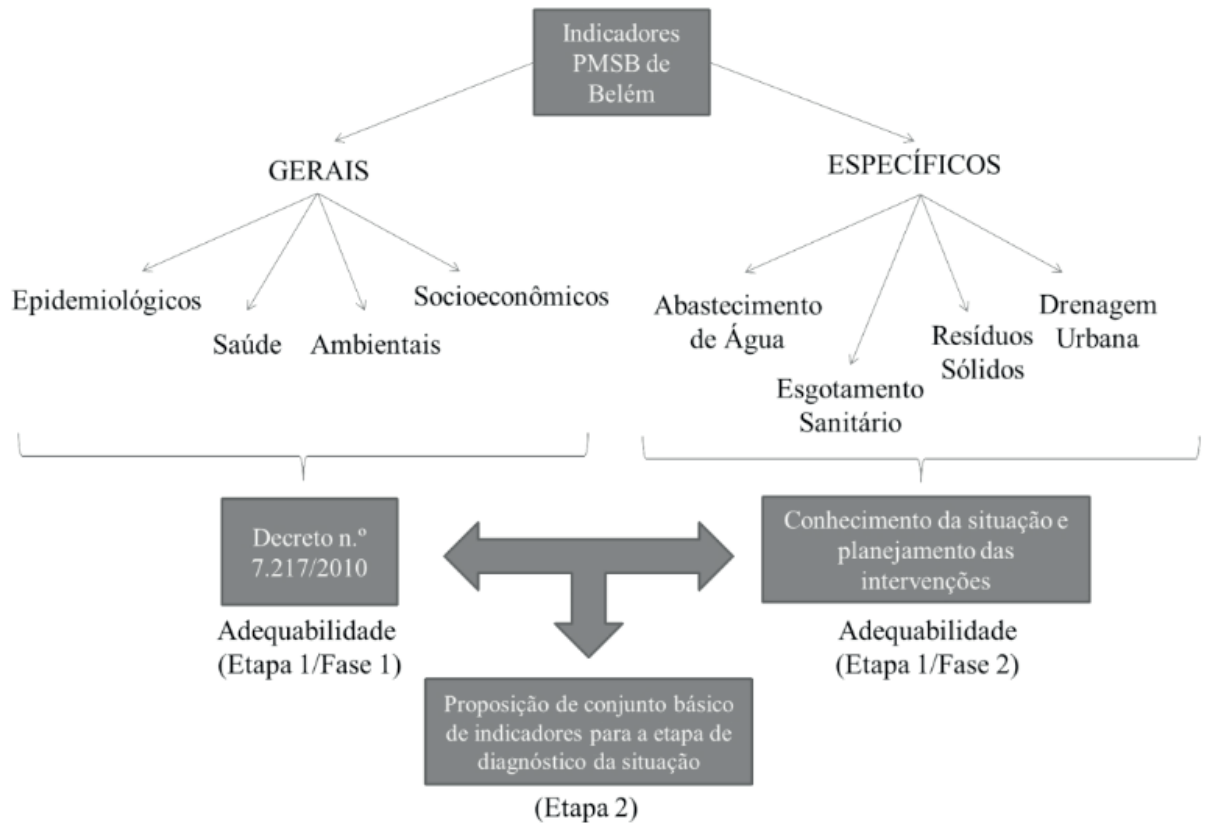 Indicadores
PMSB de
Belém
GERAIS
ESPECÍFICOS
Epidemiológicos
Saúde
Ambientais
Socioeconômicos
Abastecimento
de Água
Esgotamento
Sanitário
Resíduos
Sólidos
Drenagem
Urbana
Decreto n.º
7.217/2010
Adequabilidade
(Etapa 1/Fase 1)
Conhecimento da situação e
planejamento das
intervenções
Adequabilidade
(Etapa 1/Fase 2)
Proposição de conjunto básico
de indicadores para a etapa de
diagnóstico da situação
(Etapa 2)